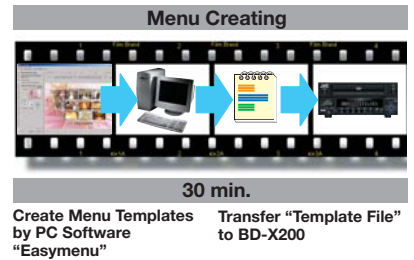 Menu Creating
30 min.
Create Menu Templates
by PC Software
“Easymenu”
Transfer “Template File”
to BD-X200